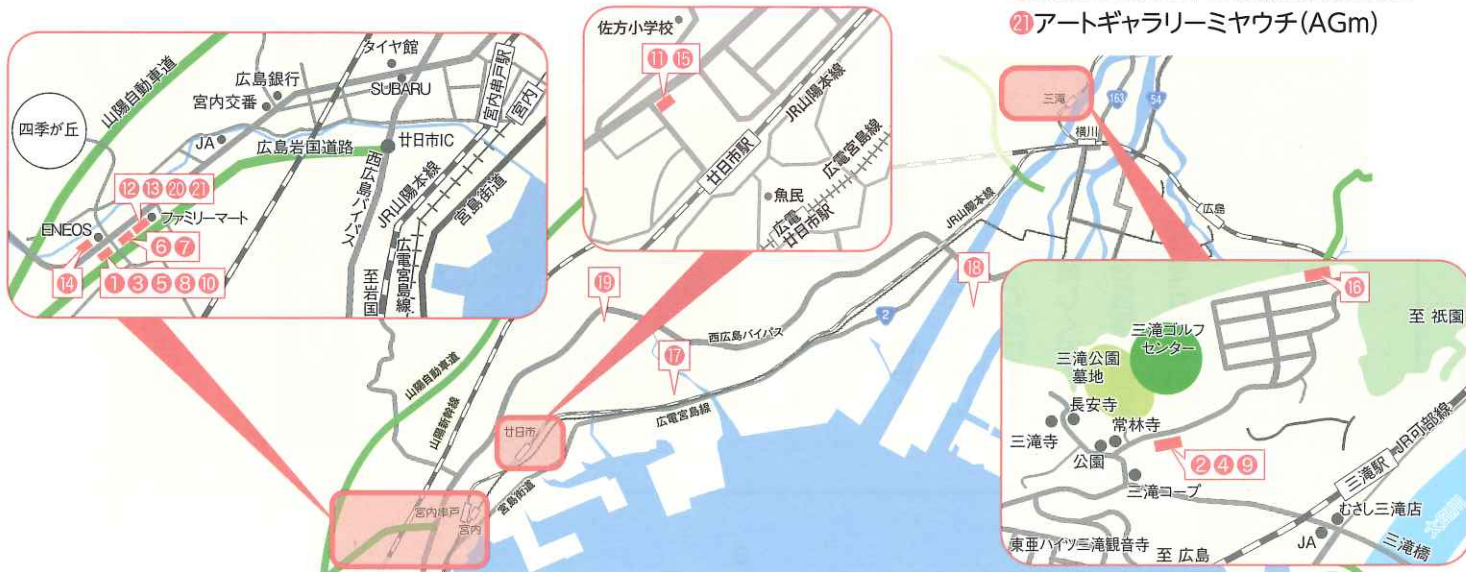 ㉑アートギャラリーミヤウチ(AGm)
四季が丘
山陽自動車道
広島銀行
宮内交番
タイヤ館
SUBARU
宮内串戸駅
宮内
JA
広島岩国道路
廿日市IC
西広島バイパス
JR山陽本線
広電宮島線
宮島街道
至岩国
⑫⑬⑳㉑
ファミリーマート
ENEOS
⑥⑦
⑭
①③⑤⑧⑩
佐方小学校
⑪⑮
JR山陽本線
廿日市駅
広電宮島線
魚民
広電
廿日市駅
三滝
163
54
横川
広島
JR山陽本線
⑱
⑲
西広島バイパス
2
⑰
広電宮島線
山陽自動車道
山陽新幹線
廿日市
宮島街道
宮内串戸
宮内
⑯
至 祇園
三滝ゴルフ
センター
三滝公園
墓地
長安寺
三滝寺
常林寺
公園
②④⑨
三滝コープ
三滝駅
JR可部線
むさし三滝店
JA
三滝橋
太田川
東亜ハイツ三滝観音寺
至 広島